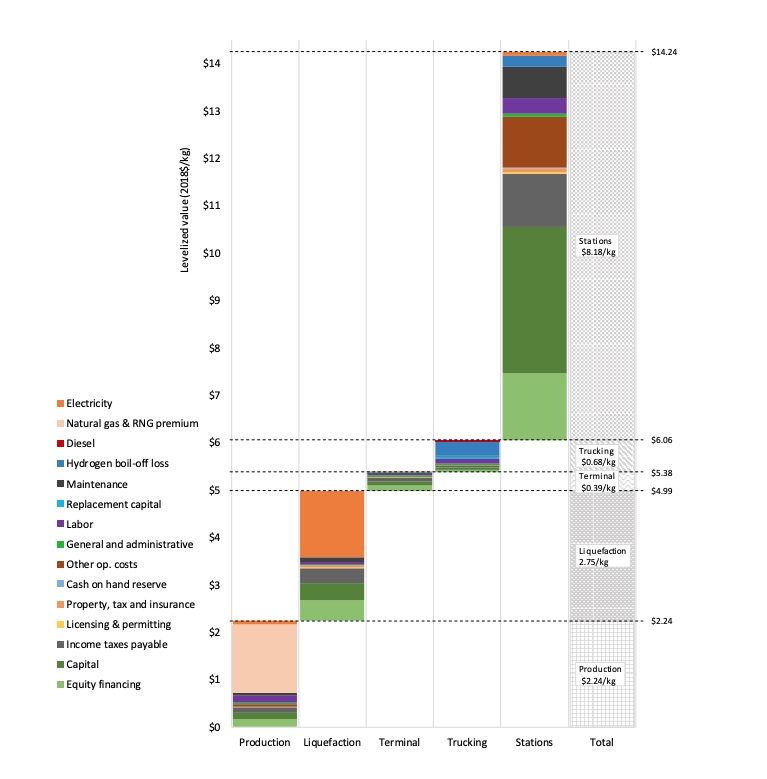 $14.24
$14
$13
$12
Levelized value (2018$/kg)
$11
$10
Stations
$8.18/kg
$9
$8
$7
Electricity
Natural gas & RNG premium
Diesel
$6
$6.06
Hydrogen boil-off loss
Trucking
$0.68/kg
$5.38
Maintenance
Terminal
$0.39/kg
$5
$4.99
Replacement capital
Labor
General and administrative
$4
Liquefaction
2.75/kg
Other op. costs
$3
Cash on hand reserve
Property, tax and insurance
Licensing & permitting
$2.24
$2
Income taxes payable
Capital
Production
$2.24/kg
$1
Equity financing
$0
Production Liquefaction Terminal Trucking Stations Total